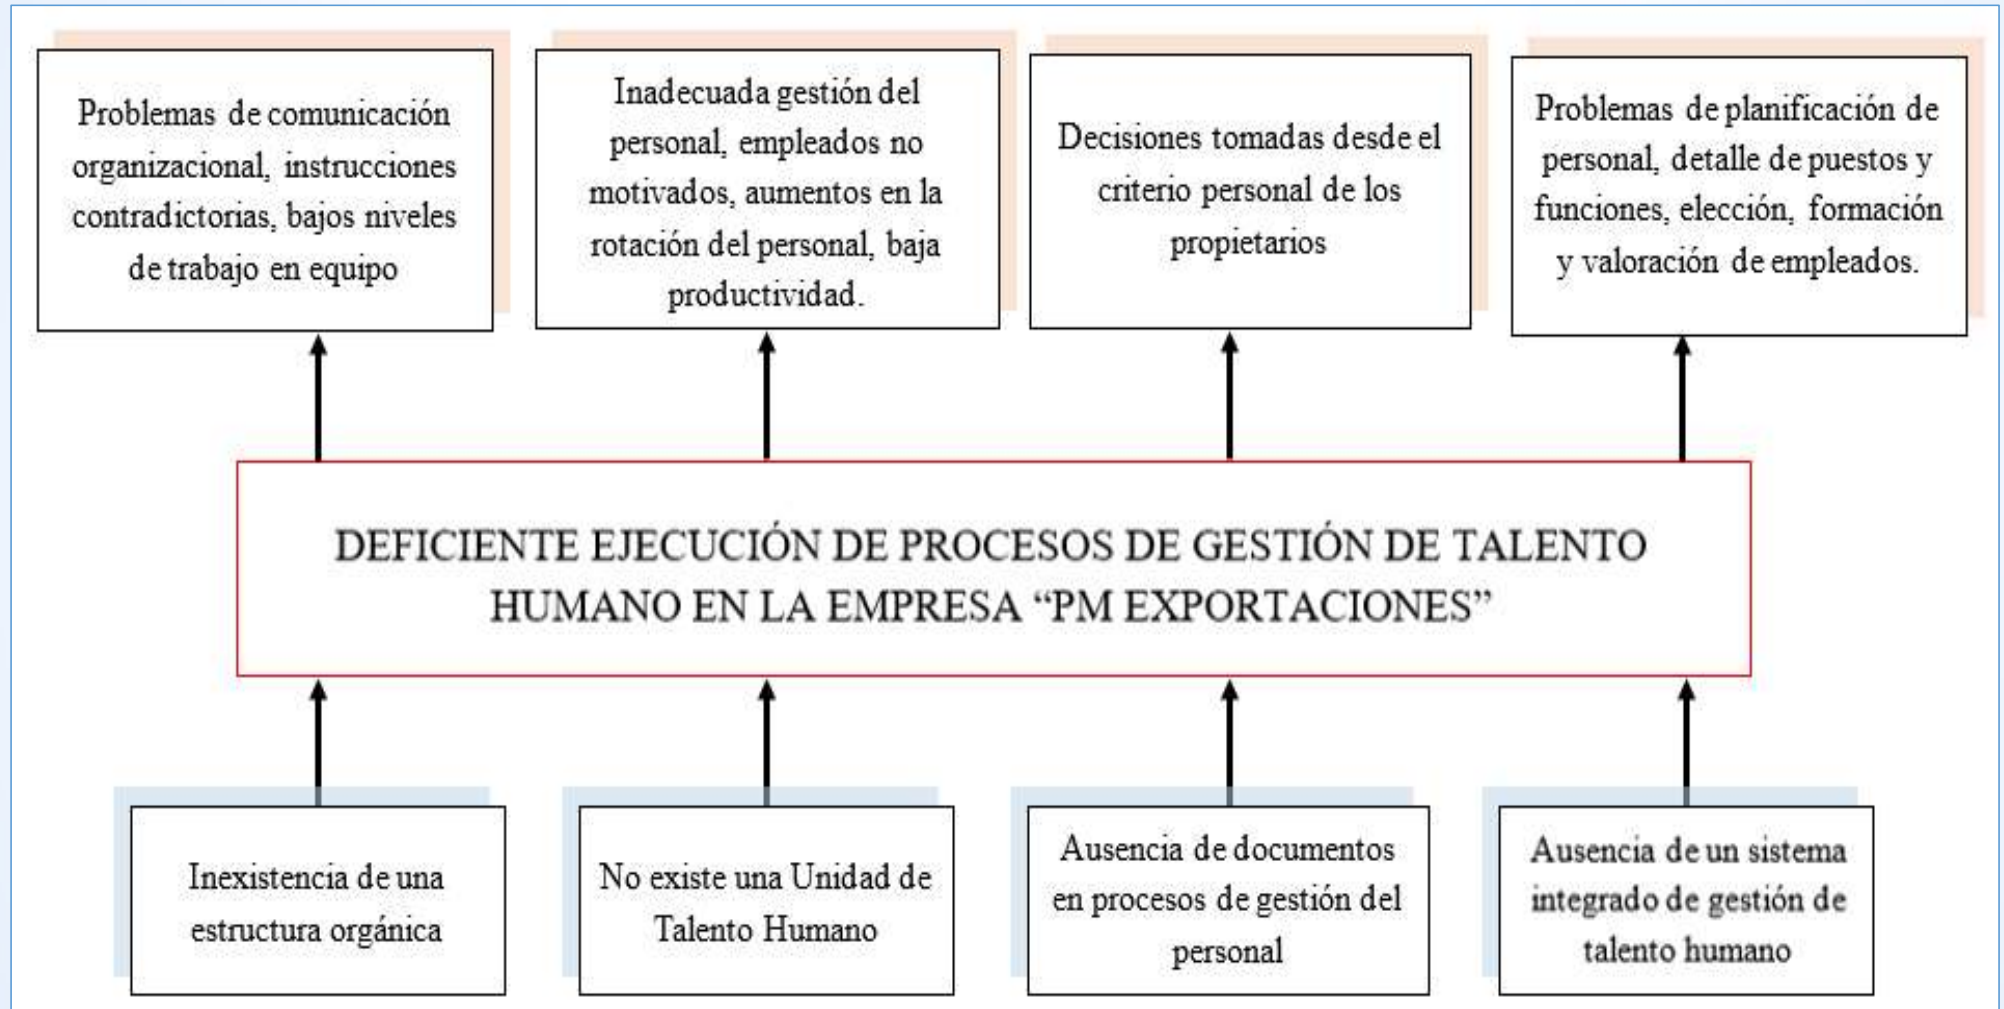 Problemas de comunicación
organizacional, instrucciones
contradictorias, bajos niveles
de trabajo en equipo
Inadecuada gestión del
personal, empleados no
motivados, aumentos en la
rotación del personal, baja
productividad.
Decisiones tomadas desde el
criterio personal de los
propietarios
Problemas de planificación de
personal, detalle de puestos y
funciones, elección, formación
y valoración de empleados.
DEFICIENTE EJECUCIÓN DE PROCESOS DE GESTIÓN DE TALENTO
HUMANO EN LA EMPRESA “PM EXPORTACIONES”
Inexistencia de una
estructura orgánica
No existe una Unidad de
Talento Humano
Ausencia de documentos
en procesos de gestión del
personal
Ausencia de un sistema
integrado de gestión de
talento humano